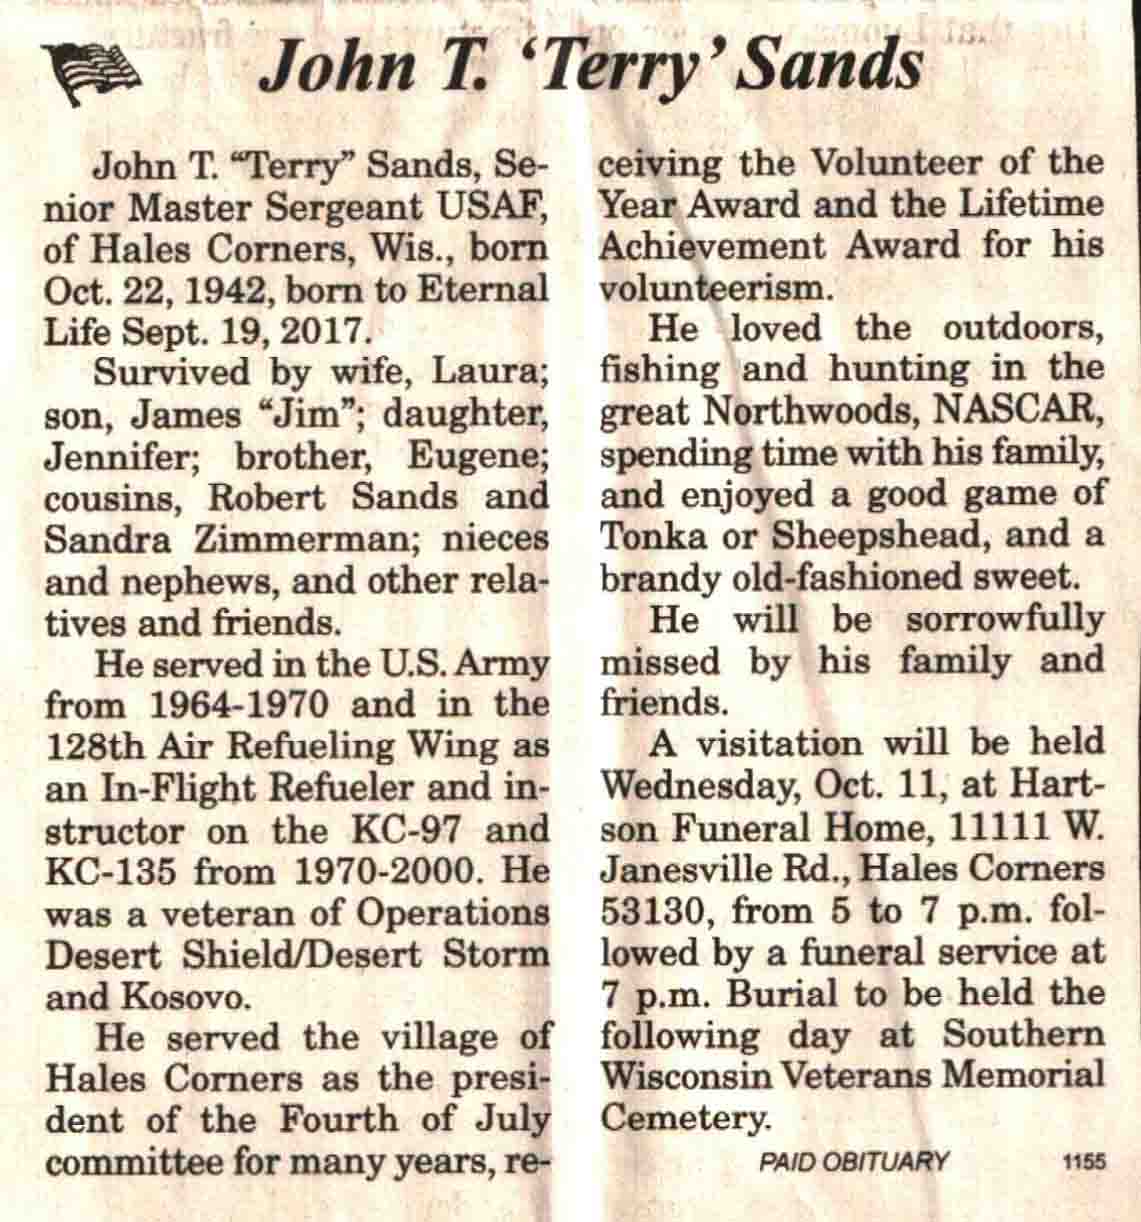 John T. ‘Terry’ Sands
John T. “Terry” Sands, Se-
nior Master Sergeant USAF,
of Hales Corners, Wis., born
Oct. 22, 1942, born to Eternal
Life Sept. 19, 2017.
Survived by wife, Laura;
son, James “Jim”; daughter,
Jennifer; brother, Eugene;
cousins, Robert Sands and
Sandra Zimmerman; nieces
and nephews, and other rela-
tives and friends.
He served in the U.S. Army
from 1964-1970 and in the
128th Air Refueling Wing as
an In-Flight Refueler and in-
structor on the KC-97 and
KC-135 from 1970-2000. He
was a veteran of Operations
Desert Shield/Desert Storm
and Kosovo.
He served the village of
Hales Corners as the presi-
dent of the Fourth of July
committee for many years, re-
ceiving the Volunteer of the
Year Award and the Lifetime
Achievement Award for his
volunteerism.
He loved the outdoors,
fishing and hunting in the
great Northwoods, NASCAR,
spending time with his family,
and enjoyed a good game of
Tonka or Sheepshead, and a
brandy old-fashioned sweet.
He will be sorrowfully
missed by his family and
friends.
A visitation will be held
Wednesday, Oct. 11, at Hart-
son Funeral Home, 11111 W.
Janesville Rd., Hales Corners
53130, from 5 to 7 p.m. fol-
lowed by a funeral service at
7 p.m. Burial to be held the
following day at Southern
Wisconsin Veterans Memorial
Cemetery.
PAID OBITUARY 1155